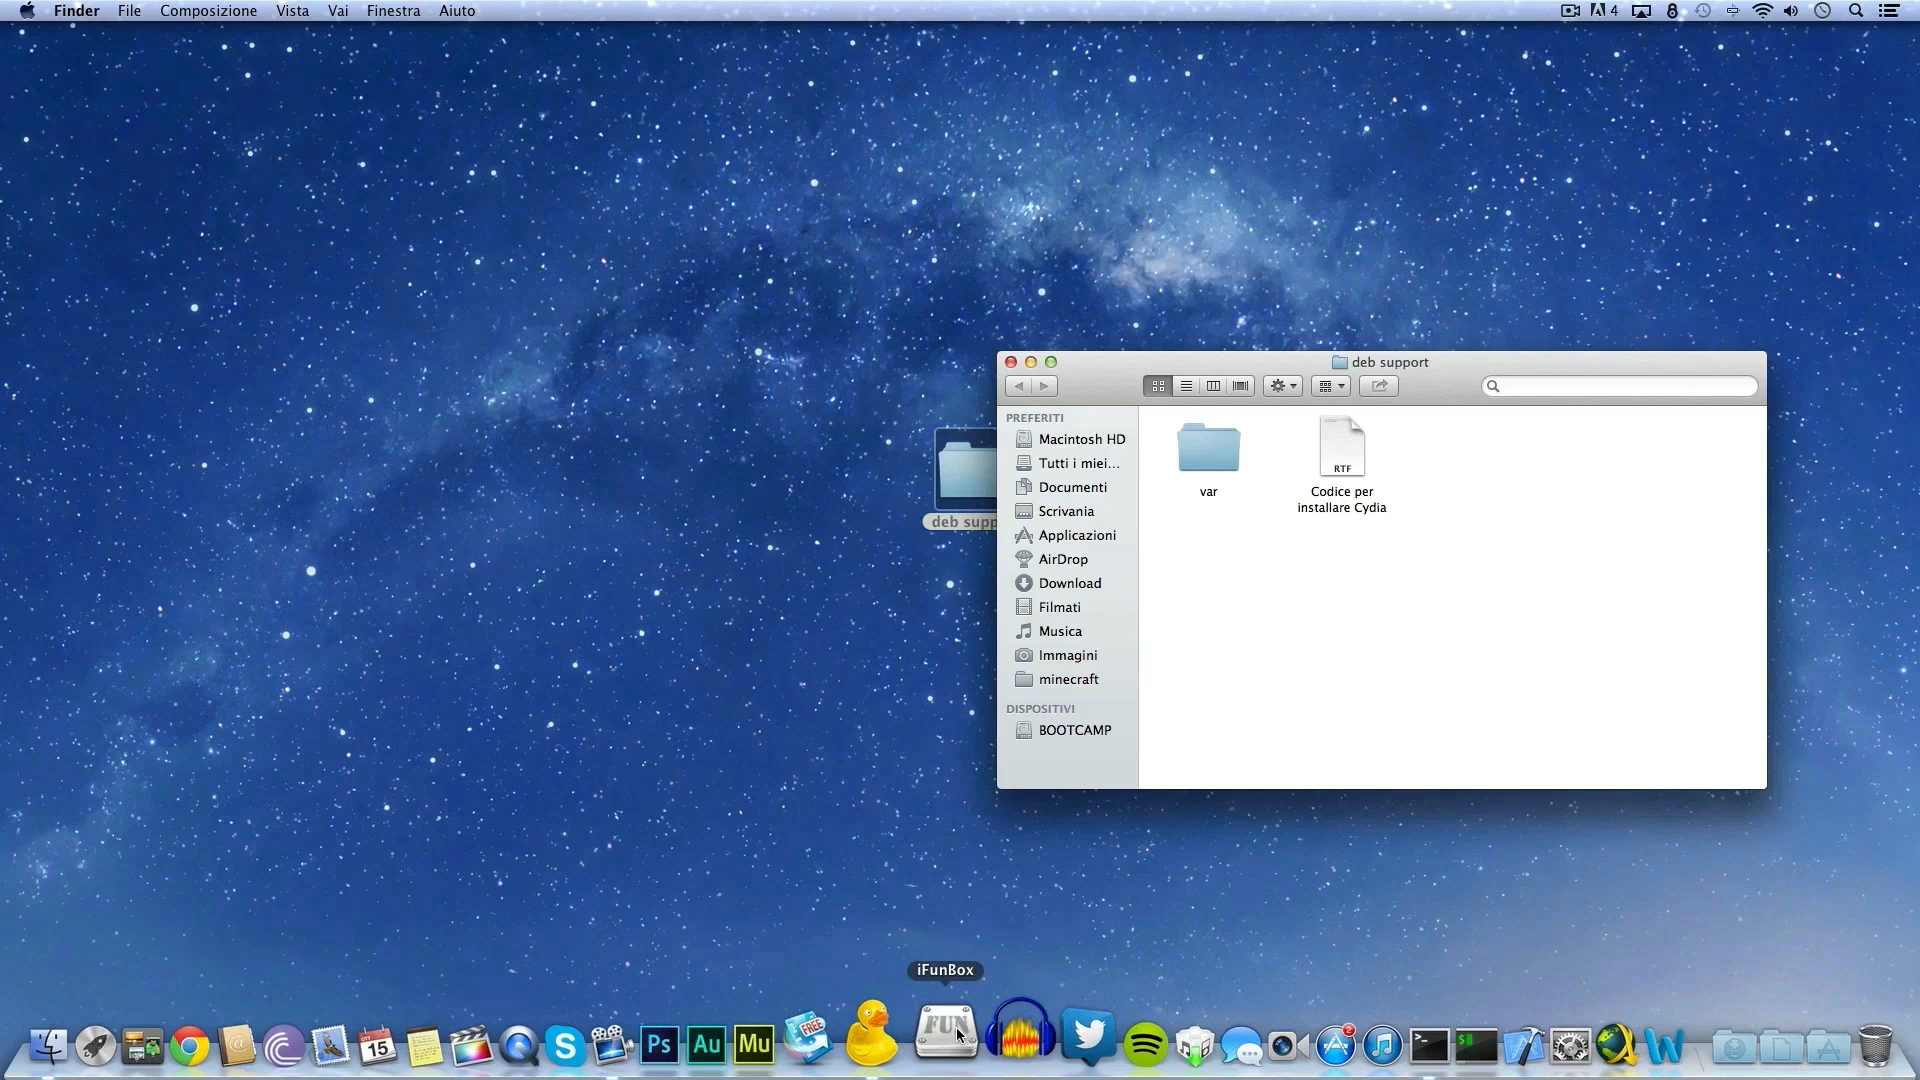 Finder File Composizione Vista Vai Finestra Aiuto
4
deb support
PREFERITI
Macintosh HD
Tutti i miei...
Documenti
Scrivania
Applicazioni
AirDrop
Download
Filmati
Musica
Immagini
minecraft
DISPOSITIVI
BOOTCAMP
RTF
var
Codice per
installare Cydia
deb supp
iFunBox
15
Ps
Au
Mu
FREE
FUN
2